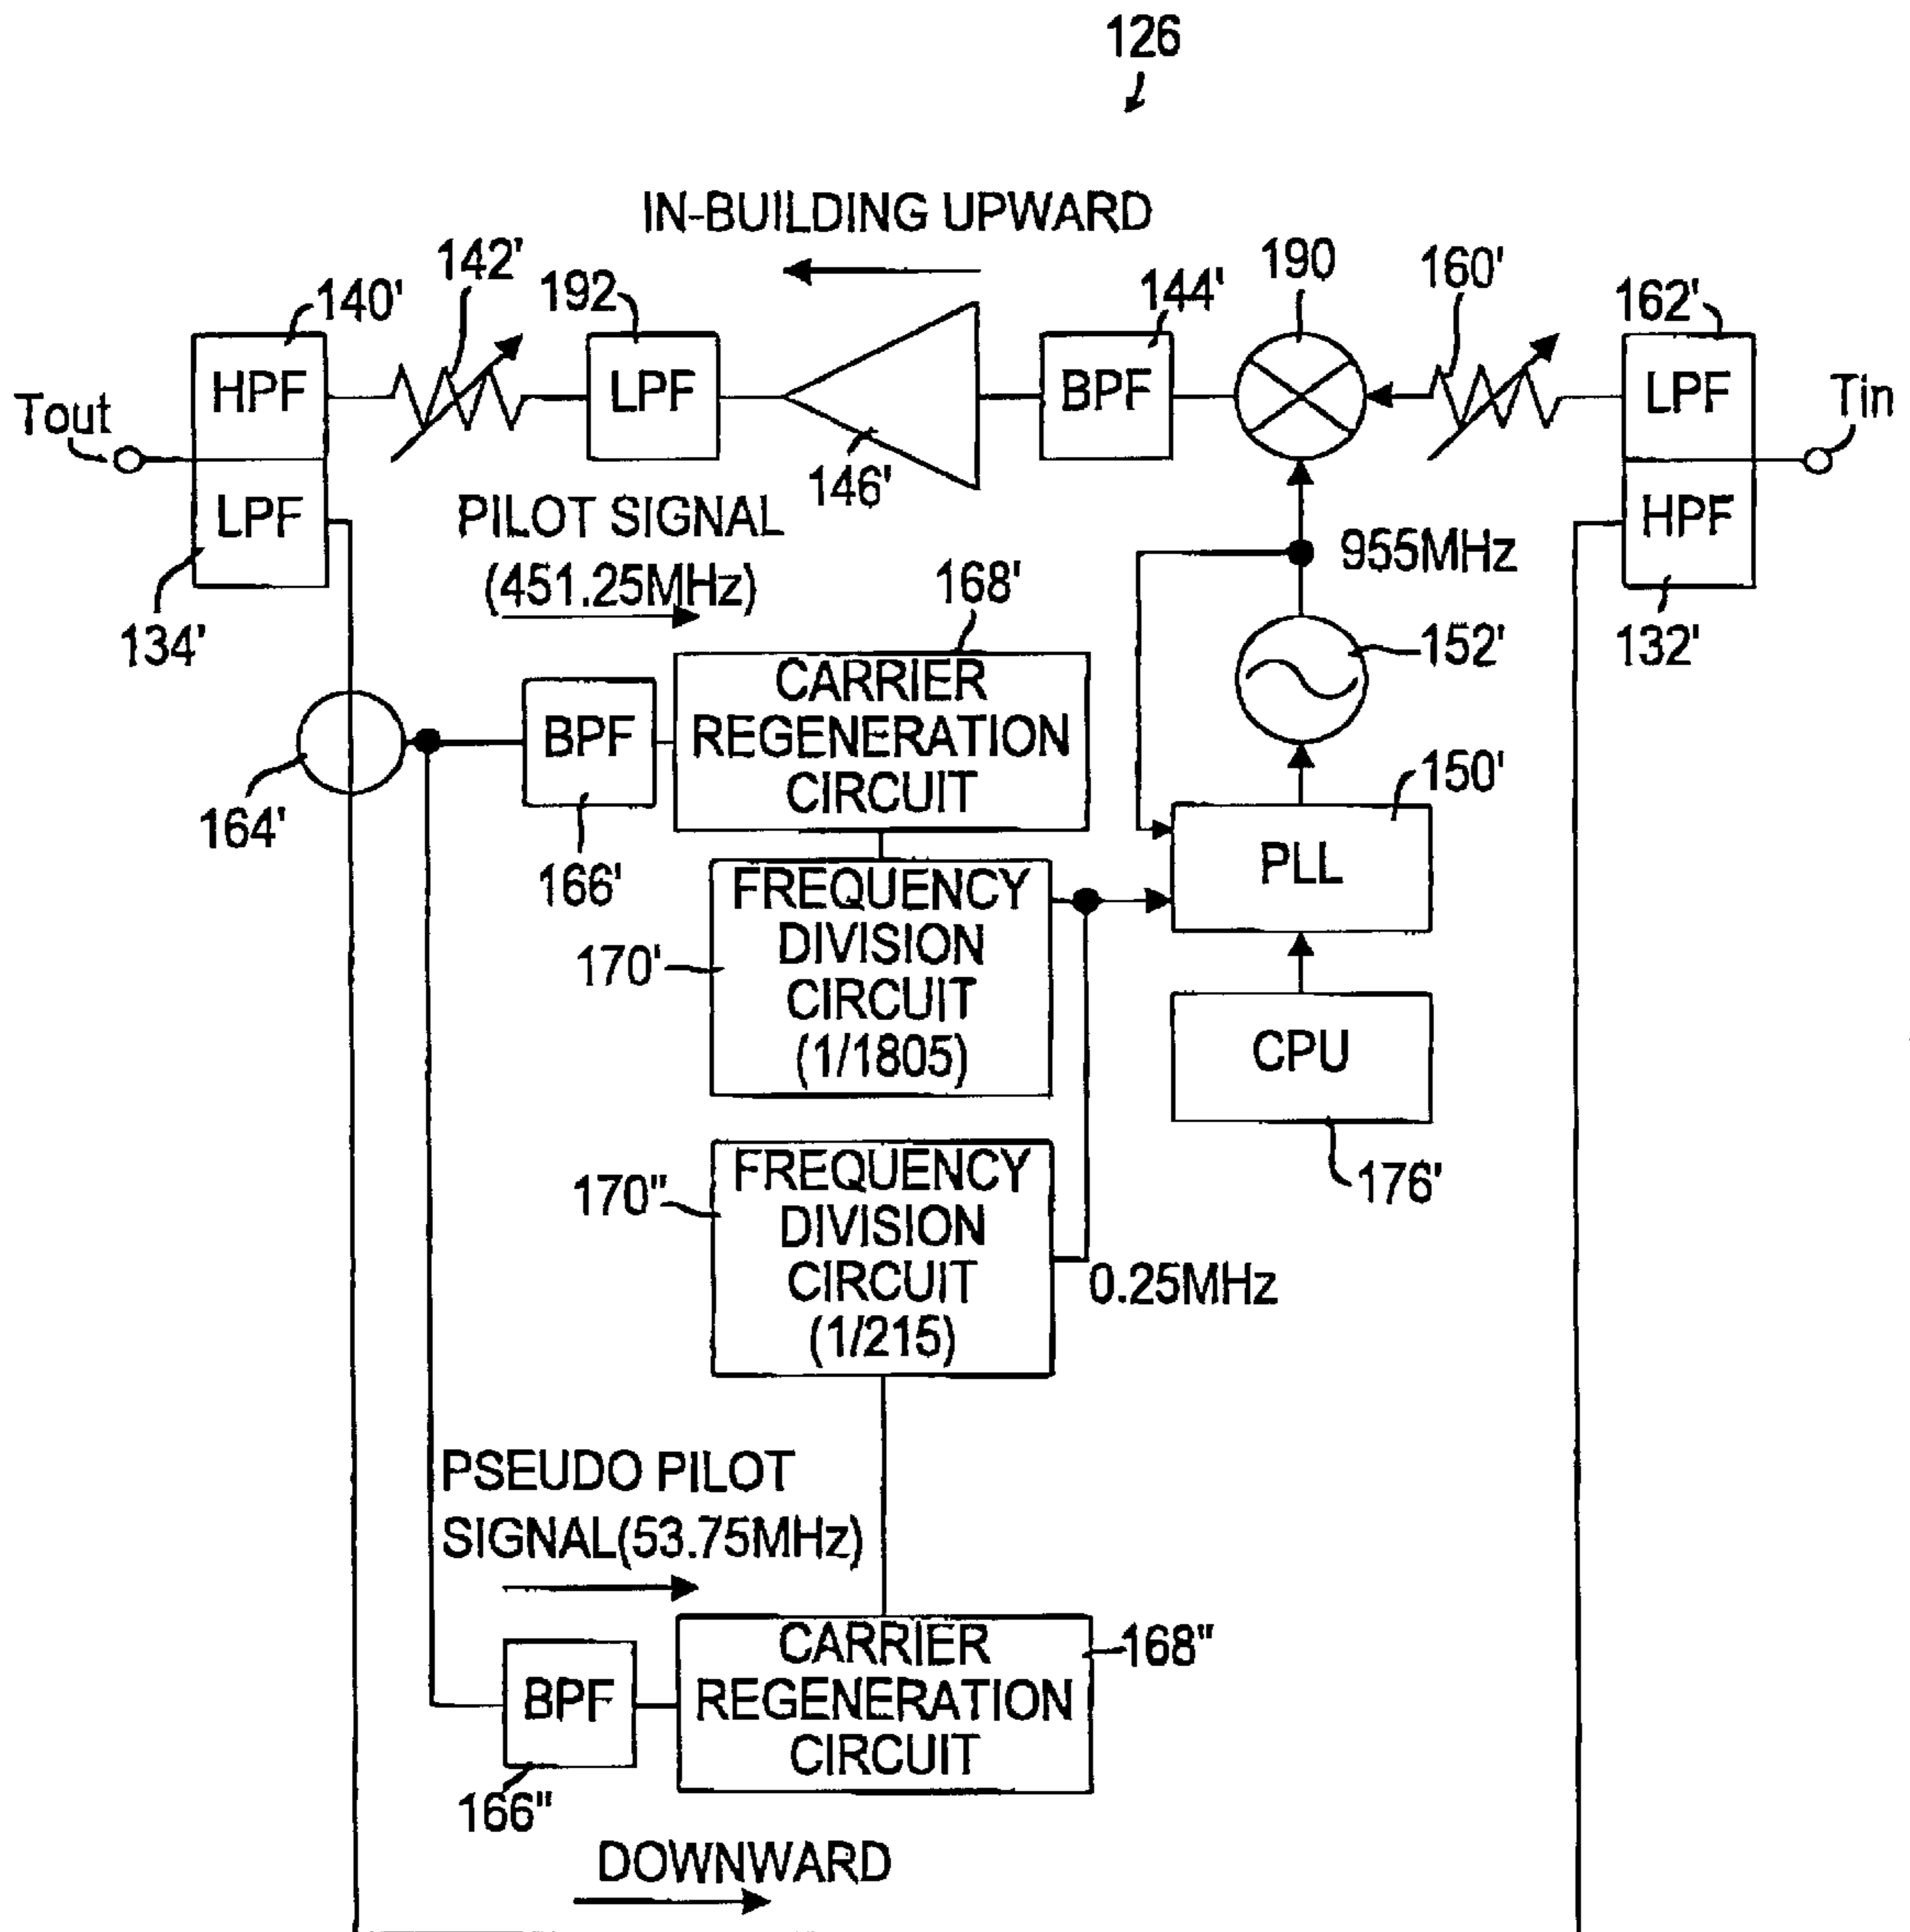 126
IN-BUILDING UPWARD
142'
192
144'
190
160'
140'
162'
HPF
LPF
BPF
LPF
Tout
Tin
146'
LPF
PILOT SIGNAL
(451.25MHz)
HPF
955MHz
168'
134'
152'
132'
CARRIER
REGENERATION
CIRCUIT
BPF
150'
164'
166'
PLL
FREQUENCY
DIVISION
CIRCUIT
(1/1805)
170'
CPU
170"
FREQUENCY
DIVISION
CIRCUIT
(1/215)
176'
0.25MHz
PSEUDO PILOT
SIGNAL(53.75MHz)
CARRIER
REGENERATION
CIRCUIT
168"
BPF
166"
DOWNWARD